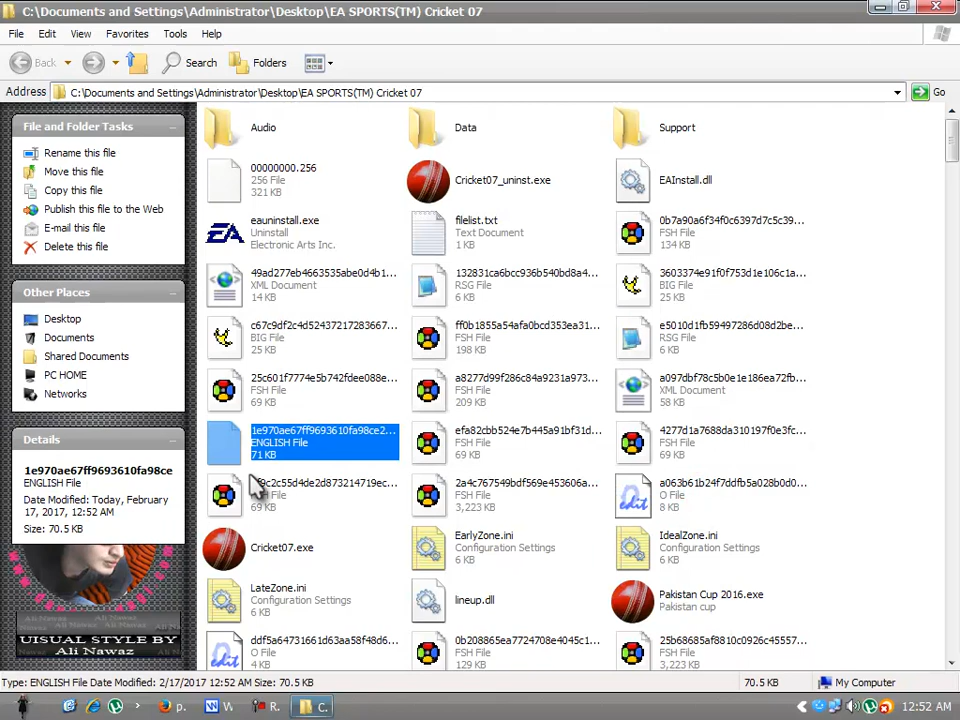 C:\Documents and Settings\Administrator\Desktop\EA SPORTS(TM) Cricket 07
File Edit View Favorites Tools Help
Back Search Folders
Address C:\Documents and Settings\Administrator\Desktop\EA SPORTS(TM) Cricket 07 Go
File and Folder Tasks
Rename this file
Move this file
Copy this file
Publish this file to the Web
E-mail this file
Delete this file
Other Places
Desktop
Documents
Shared Documents
PC HOME
Networks
Details
1e970ae67ff9693610fa98ce
ENGLISH File
Date Modified: Today, February
17, 2017, 12:52 AM
Size: 70.5 KB
Ali Nawaz
UISUAL STYLE BY
Ali Nawaz
Audio
Data
Support
00000000.256
256 File
321 KB
Cricket07_uninst.exe
EAInstall.dll
eauninstall.exe
Uninstall
Electronic Arts Inc.
filelist.txt
Text Document
1 KB
0b7a90a6f34f0c6397d7c5c39...
FSH File
134 KB
49ad277eb4663535abe0d4b1...
XML Document
14 KB
132831ca6bcc936b540bd8a4...
RSG File
6 KB
3603374e91f0f753d1e106c1a...
BIG File
25 KB
c67c9df2c4d52437217283667...
BIG File
25 KB
ff0b1855a54afa0bcd353ea31...
FSH File
198 KB
e5010d1fb59497286d08d2be...
RSG File
6 KB
25c601f7774e5b742fdee088e...
FSH File
69 KB
a8277d99f286c84a9231a973...
FSH File
209 KB
a097dbf78c5b0e1e186ea72fb...
XML Document
58 KB
1e970ae67ff9693610fa98ce2...
ENGLISH File
71 KB
efa82cbb524e7b445a91bf31d...
FSH File
69 KB
4277d1a7688da310197f0e3fc...
FSH File
69 KB
9c2c55d4de2d873214719ec...
File
69 KB
2a4c767549bdf569e453606a...
FSH File
3,223 KB
a063b61b24f7ddfb5a028b0d0...
O File
8 KB
Cricket07.exe
EarlyZone.ini
Configuration Settings
6 KB
IdealZone.ini
Configuration Settings
6 KB
LateZone.ini
Configuration Settings
6 KB
lineup.dll
Pakistan Cup 2016.exe
Pakistan cup
ddf5a64731661d63aa58f48d6...
O File
4 KB
0b208865ea7724708e4045c1...
FSH File
129 KB
25b68685af8810c0926c45557...
FSH File
3,223 KB
Type: ENGLISH File Date Modified: 2/17/2017 12:52 AM Size: 70.5 KB
70.5 KB
My Computer
p. W R. C. 12:52 AM